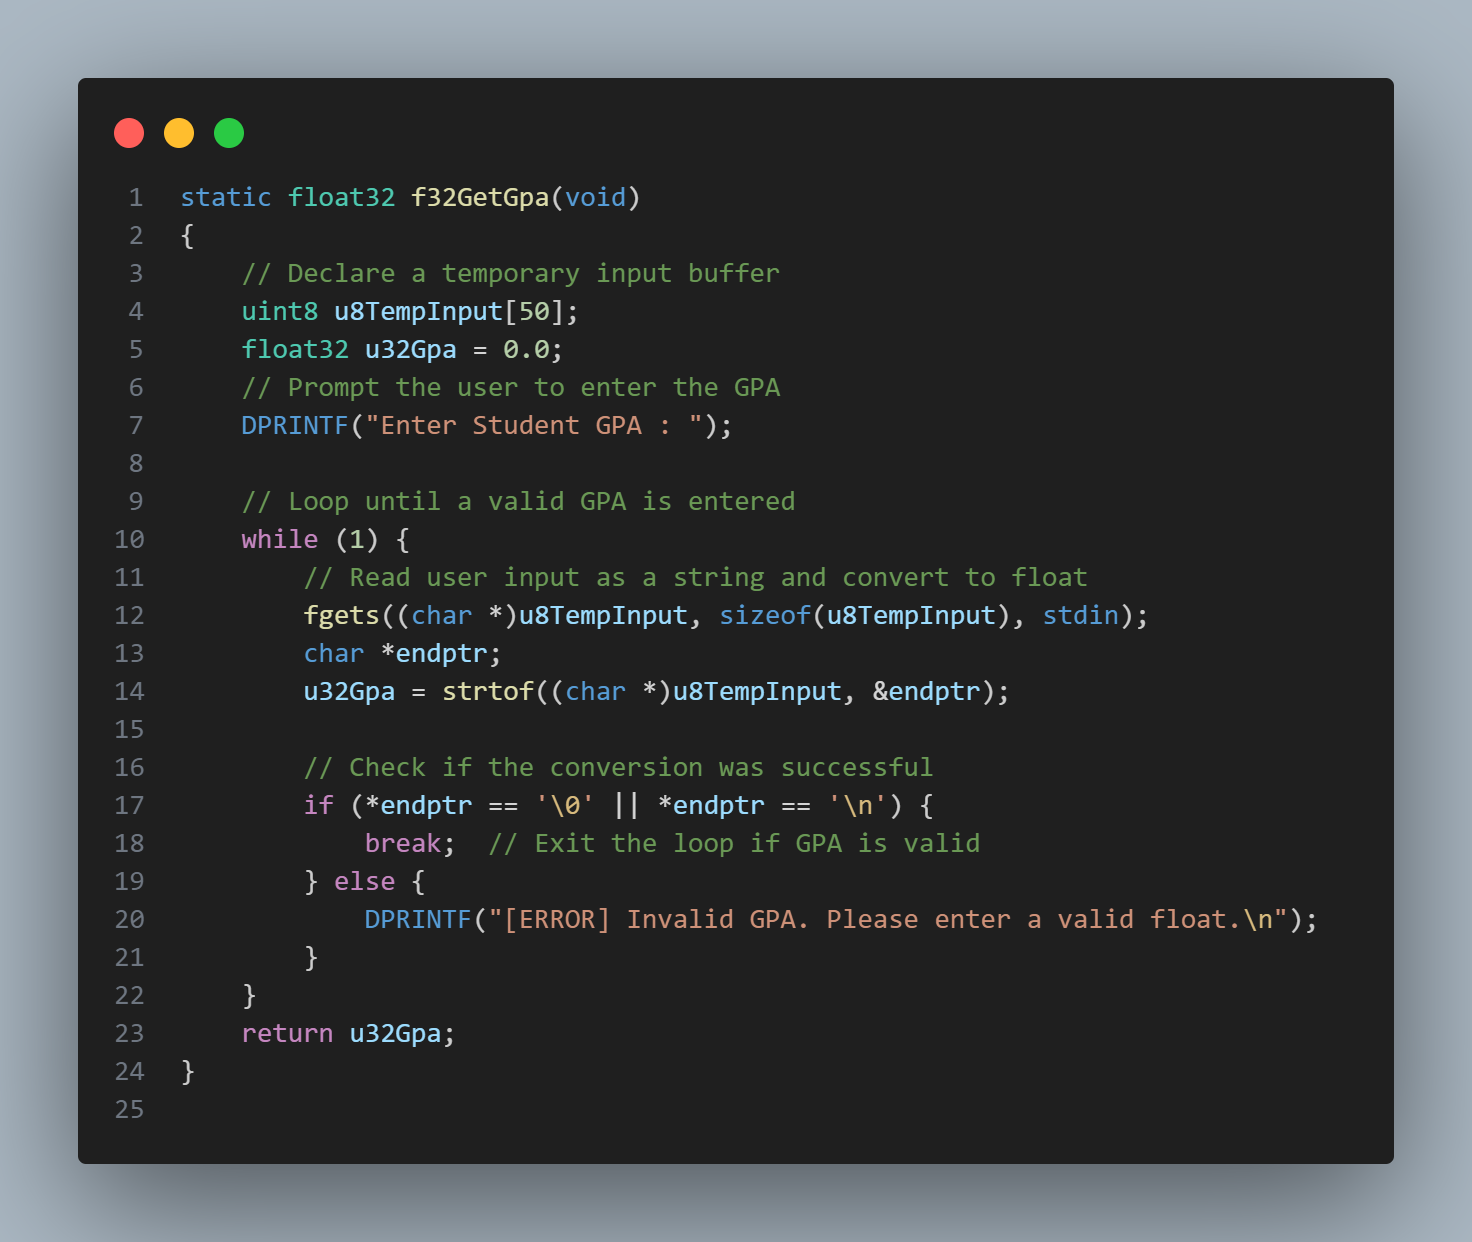 1 static float32 f32GetGpa(void)
2 {
3     // Declare a temporary input buffer
4     uint8 u8TempInput[50];
5     float32 u32Gpa = 0.0;
6     // Prompt the user to enter the GPA
7     DPRINTF("Enter Student GPA : ");
8
9     // Loop until a valid GPA is entered
10     while (1) {
11         // Read user input as a string and convert to float
12         fgets((char *)u8TempInput, sizeof(u8TempInput), stdin);
13         char *endptr;
14         u32Gpa = strtof((char *)u8TempInput, &endptr);
15
16         // Check if the conversion was successful
17         if (*endptr == '\0' || *endptr == '\n') {
18             break;  // Exit the loop if GPA is valid
19         } else {
20             DPRINTF("[ERROR] Invalid GPA. Please enter a valid float.\n");
21         }
22     }
23     return u32Gpa;
24 }
25